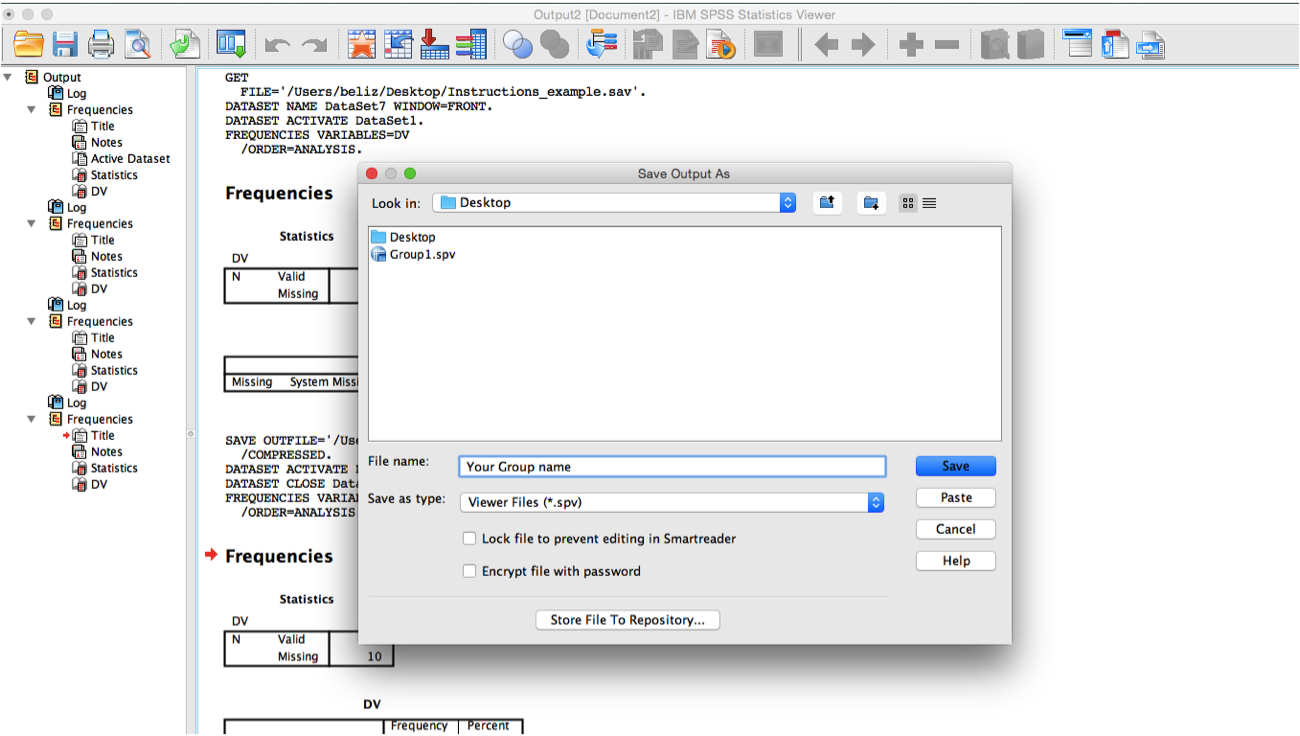 Output2 [Document2] - IBM SPSS Statistics Viewer
Output
Log
Frequencies
Title
Notes
Active Dataset
Statistics
DV
Log
Frequencies
Title
Notes
Statistics
DV
Log
Frequencies
Title
Notes
Statistics
DV
Log
Frequencies
Title
Notes
Statistics
DV
GET
FILE='/Users/beliz/Desktop/Instructions_example.sav'.
DATASET NAME DataSet7 WINDOW=FRONT.
DATASET ACTIVATE DataSet1.
FREQUENCIES VARIABLES=DV
/ORDER=ANALYSIS.
Frequencies
Statistics
DV
N Valid
Missing
Missing System Missi
SAVE OUTFILE='/Use
/COMPRESSED.
DATASET ACTIVATE
DATASET CLOSE Data
FREQUENCIES VARIA
/ORDER=ANALYSIS
Frequencies
Statistics
DV
N Valid
Missing 10
DV
Frequency Percent
Save Output As
Look in: Desktop
Desktop
Group1.spv
File name: Your Group name
Save as type: Viewer Files (*.spv)
Lock file to prevent editing in Smartreader
Encrypt file with password
Store File To Repository...
Save
Paste
Cancel
Help